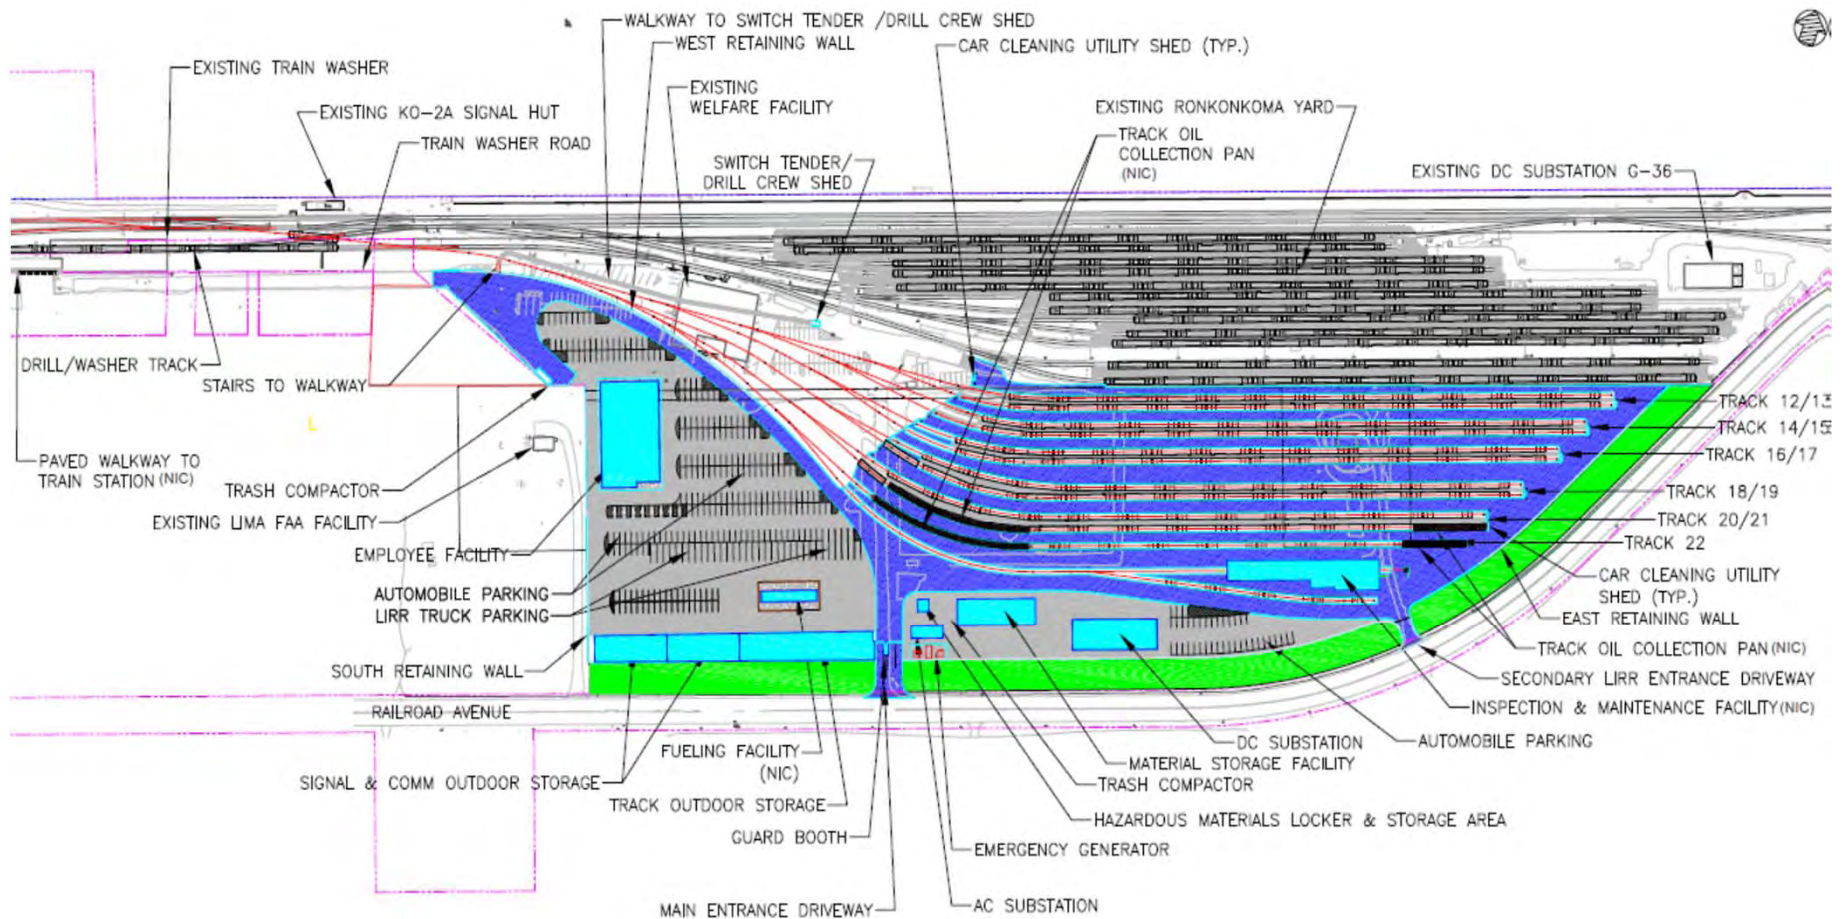 WALKWAY TO SWITCH TENDER /DRILL CREW SHED
WEST RETAINING WALL
CAR CLEANING UTILITY SHED (TYP.)
EXISTING TRAIN WASHER
EXISTING
WELFARE FACILITY
EXISTING KO-2A SIGNAL HUT
EXISTING RONKONKOMA YARD
TRAIN WASHER ROAD
TRACK OIL
COLLECTION PAN
(NIC)
SWITCH TENDER/
DRILL CREW SHED
EXISTING DC SUBSTATION G-36
DRILL/WASHER TRACK
STAIRS TO WALKWAY
TRACK 12/13
TRACK 14/15
L
TRACK 16/17
PAVED WALKWAY TO
TRAIN STATION (NIC)
TRASH COMPACTOR
TRACK 18/19
EXISTING LIMA FAA FACILITY
TRACK 20/21
TRACK 22
EMPLOYEE FACILITY
CAR CLEANING UTILITY
SHED (TYP.)
AUTOMOBILE PARKING
LIRR TRUCK PARKING
EAST RETAINING WALL
TRACK OIL COLLECTION PAN (NIC)
SOUTH RETAINING WALL
SECONDARY LIRR ENTRANCE DRIVEWAY
INSPECTION & MAINTENANCE FACILITY (NIC)
RAILROAD AVENUE
AUTOMOBILE PARKING
DC SUBSTATION
FUELING FACILITY
(NIC)
MATERIAL STORAGE FACILITY
SIGNAL & COMM OUTDOOR STORAGE
TRASH COMPACTOR
TRACK OUTDOOR STORAGE
HAZARDOUS MATERIALS LOCKER & STORAGE AREA
GUARD BOOTH
EMERGENCY GENERATOR
MAIN ENTRANCE DRIVEWAY
AC SUBSTATION